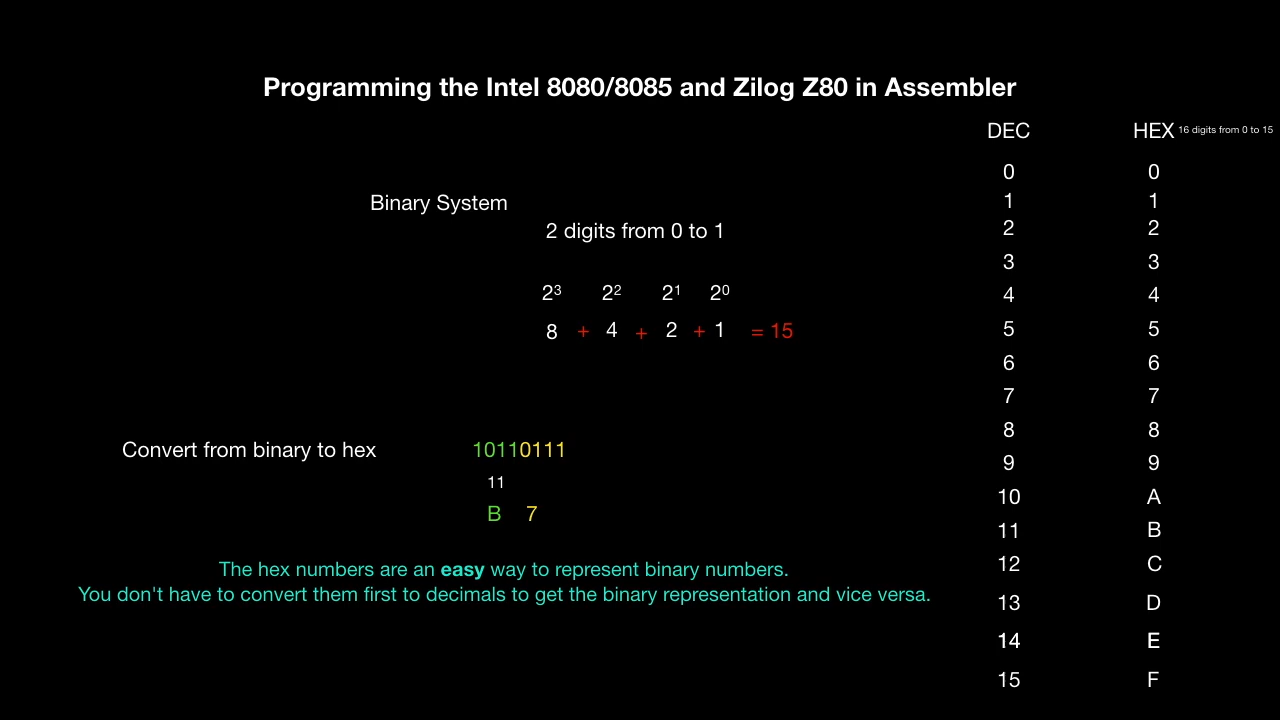 Programming the Intel 8080/8085 and Zilog Z80 in Assembler
DEC HEX 16 digits from 0 to 15
0 0
Binary System
1 1
2 digits from 0 to 1
2 2
3 3
2³ 2² 2¹ 2⁰
4 4
8 + 4 + 2 + 1 = 15
5 5
6 6
7 7
8 8
Convert from binary to hex 10110111
9 9
11
10 A
B 7
11 B
The hex numbers are an easy way to represent binary numbers.
12 C
You don't have to convert them first to decimals to get the binary representation and vice versa.
13 D
14 E
15 F